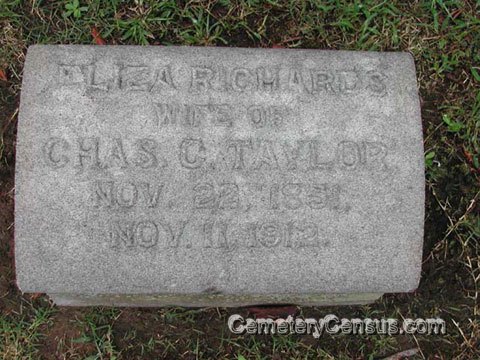 ELIZA RICHARDS
WIFE OF
CHAS. C. TAYLOR
NOV. 22, 1851.
NOV. 11, 1912.
CemeteryCensus.com